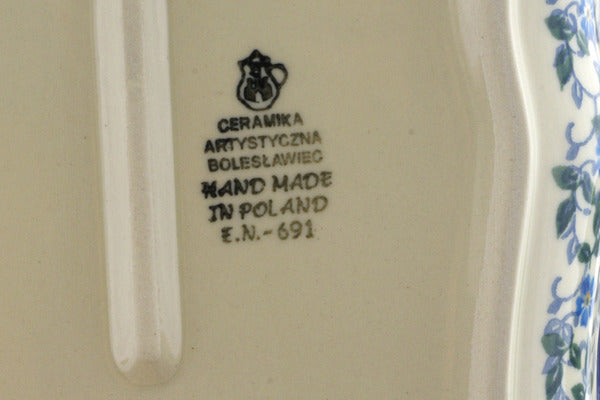 CERAMIKA
ARTYSTYCZNA
BOLESŁAWIEC
HAND MADE
IN POLAND
E.N.-691